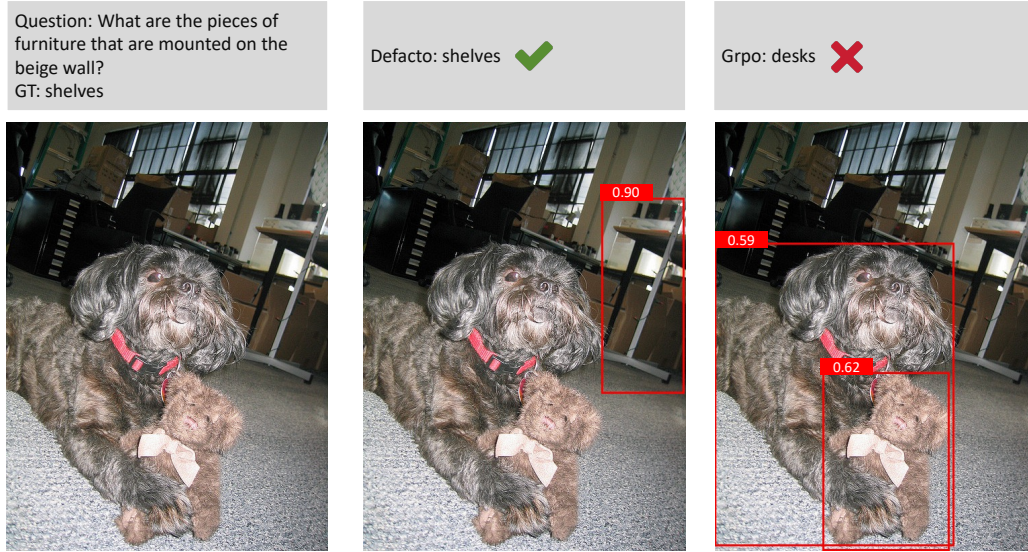 Question: What are the pieces of
furniture that are mounted on the
beige wall?
GT: shelves
Defacto: shelves
Grpo: desks
0.90
0.59
0.62